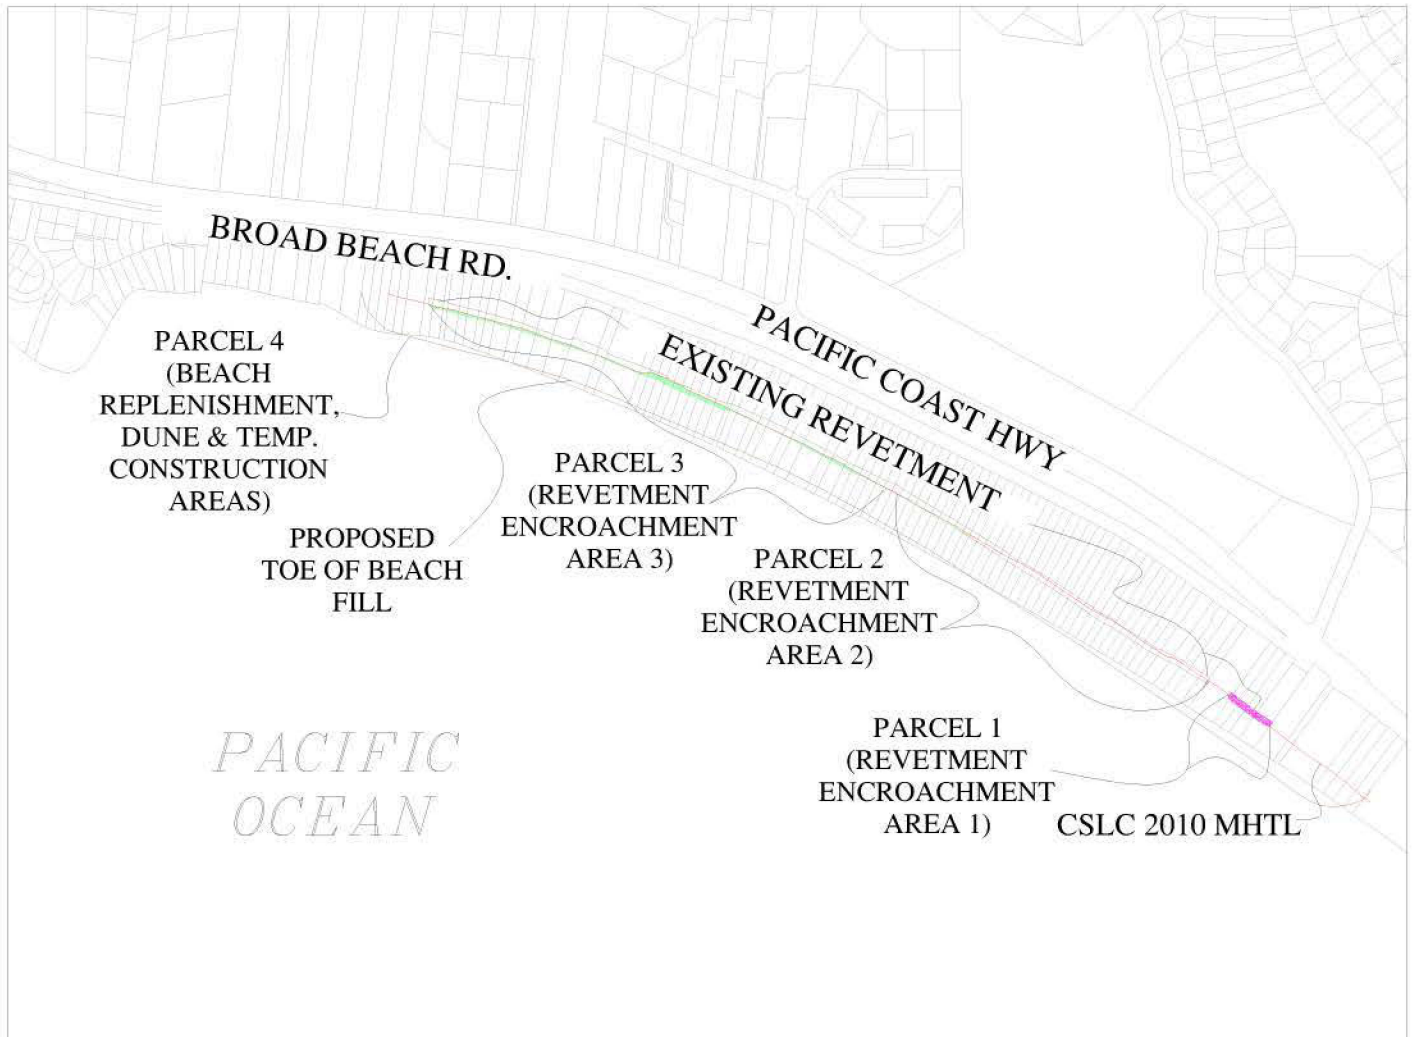 BROAD BEACH RD.
PACIFIC COAST HWY
EXISTING REVETMENT
PARCEL 4
(BEACH
REPLENISHMENT,
DUNE & TEMP.
CONSTRUCTION
AREAS)
PROPOSED
TOE OF BEACH
FILL
PARCEL 3
(REVETMENT
ENCROACHMENT
AREA 3)
PARCEL 2
(REVETMENT
ENCROACHMENT
AREA 2)
PARCEL 1
(REVETMENT
ENCROACHMENT
AREA 1)
CSLC 2010 MHTL
PACIFIC
OCEAN